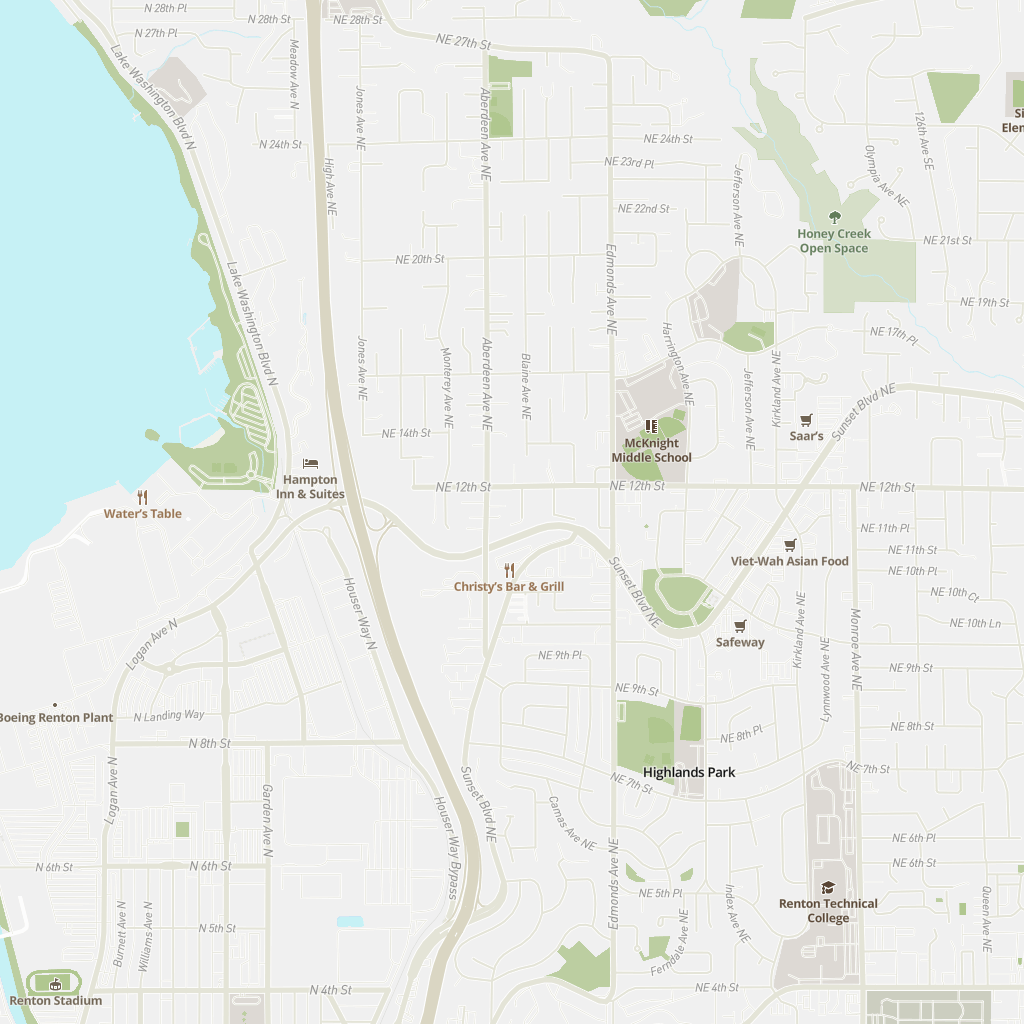 N 28th St
NE 28th St
N 27th Pl
NE 27th St
Lake Washington Blvd N
Meadow Ave N
Jones Ave NE
Aberdeen Ave NE
126th Ave SE
Si
Elem
N 24th St
NE 24th St
NE 23rd Pl
High Ave NE
Jefferson Ave NE
Olympia Ave NE
NE 22nd St
Honey Creek
Open Space
NE 21st St
NE 20th St
Lake Washington Blvd N
Edmonds Ave NE
NE 19th St
NE 17th Pl
Jones Ave NE
Monterey Ave NE
Aberdeen Ave NE
Blaine Ave NE
Harrington Ave NE
Jefferson Ave NE
Kirkland Ave NE
Sunset Blvd NE
Saar's
NE 14th St
McKnight
Middle School
Hampton
Inn & Suites
NE 12th St
NE 12th St
NE 12th St
Water's Table
NE 11th Pl
NE 11th St
Viet-Wah Asian Food
NE 10th Pl
Christy's Bar & Grill
Sunset Blvd NE
NE 10th Ct
Houser Way N
Logan Ave N
Kirkland Ave NE
Monroe Ave NE
NE 10th Ln
Safeway
Lynnwood Ave NE
NE 9th Pl
NE 9th St
NE 9th St
Boeing Renton Plant
N Landing Way
NE 8th St
N 8th St
NE 8th Pl
Highlands Park
NE 7th St
NE 7th St
Logan Ave N
Garden Ave N
Sunset Blvd NE
Houser Way Bypass
Camas Ave NE
NE 6th Pl
N 6th St
N 6th St
NE 6th St
Edmonds Ave NE
NE 5th Pl
Index Ave NE
Renton Technical
College
Queen Ave NE
Burnett Ave N
Williams Ave N
N 5th St
Ferndale Ave NE
Renton Stadium
N 4th St
NE 4th St